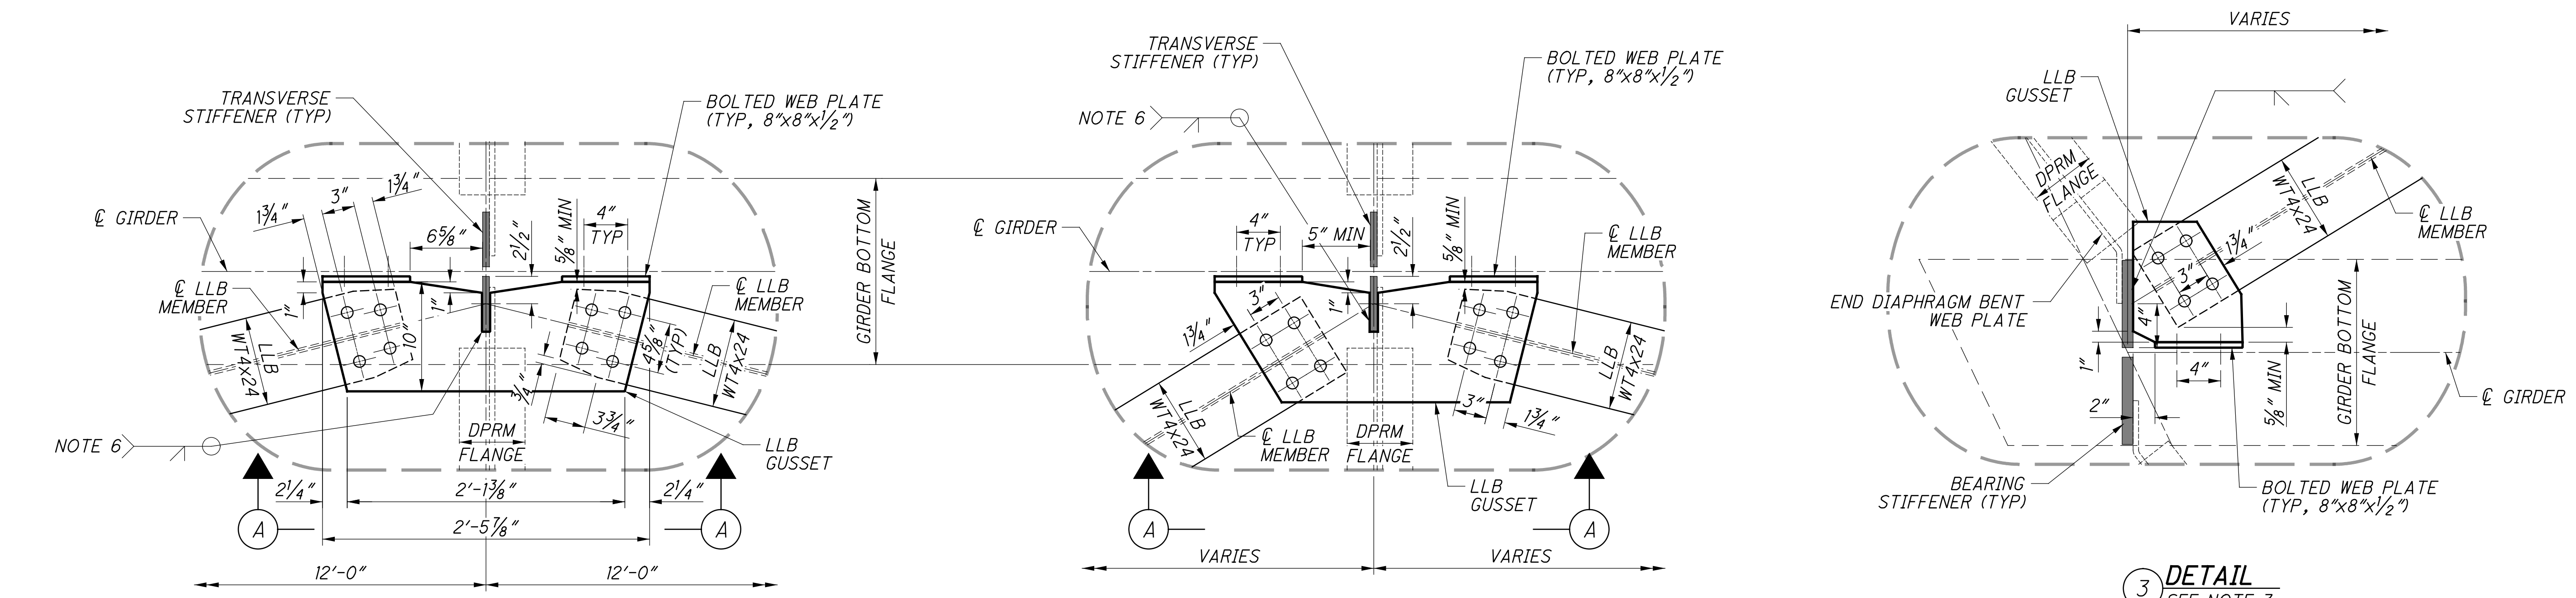 TRANSVERSE
STIFFENER (TYP)
BOLTED WEB PLATE
(TYP, 8"x8"x1/2")
1 3/4"
3"
1 3/4"
6 5/8"
2 1/2"
5/8" MIN
4"
TYP
℄ GIRDER
℄ LLB
MEMBER
1"
1"
10"
℄ LLB
MEMBER
LLB
WT4x24
4 5/8"
(TYP)
LLB
WT4x24
3/4"
3 3/4"
NOTE 6
DPRM
FLANGE
LLB
GUSSET
2 1/4"
2'-1 3/8"
2 1/4"
A
2'-5 7/8"
A
12'-0"
12'-0"
GIRDER BOTTOM
FLANGE
TRANSVERSE
STIFFENER (TYP)
BOLTED WEB PLATE
(TYP, 8"x8"x1/2")
NOTE 6
4"
TYP
5" MIN
2 1/2"
5/8" MIN
℄ GIRDER
℄ LLB
MEMBER
3"
1"
1 3/4"
LLB
WT4x24
LLB
WT4x24
℄ LLB
MEMBER
DPRM
FLANGE
3"
1 3/4"
LLB
GUSSET
A
A
VARIES
VARIES
VARIES
LLB
GUSSET
DPRM
FLANGE
LLB
WT4x24
℄ LLB
MEMBER
1 3/4"
3"
END DIAPHRAGM BENT
WEB PLATE
4"
1"
4"
2"
5/8" MIN
GIRDER BOTTOM
FLANGE
℄ GIRDER
BEARING
STIFFENER (TYP)
BOLTED WEB PLATE
(TYP, 8"x8"x1/2")
3 DETAIL